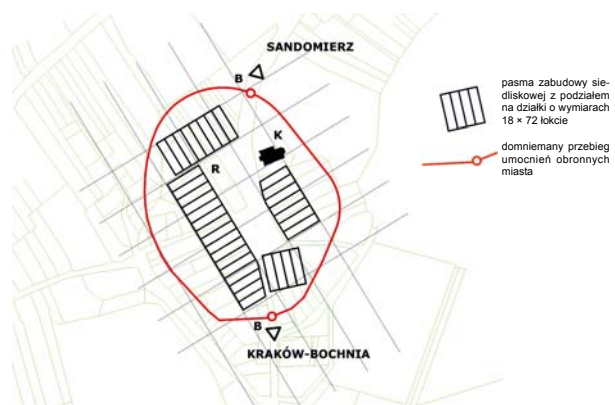 SANDOMIERZ
B
K
R
B
KRAKÓW-BOCHNIA
pasma zabudowy sie-
dliskowej z podziałem
na działki o wymiarach
18 × 72 łokcie
domniemany przebieg
umocnień obronnych
miasta